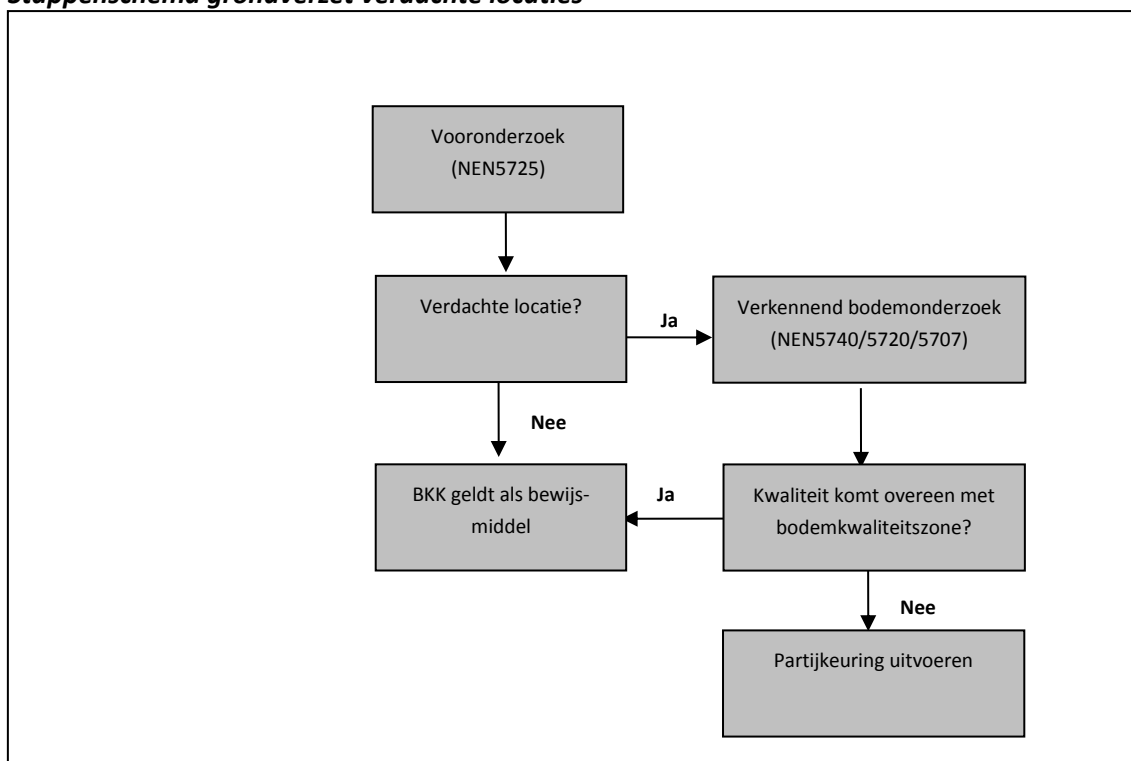 Stappenschema grondverzet verdachte locaties
Vooronderzoek
(NEN5725)
Verdachte locatie?
Ja
Verkennend bodemonderzoek
(NEN5740/5720/5707)
Nee
BKK geldt als bewijs-
middel
Ja
Kwaliteit komt overeen met
bodemkwaliteitszone?
Nee
Partijkeuring uitvoeren